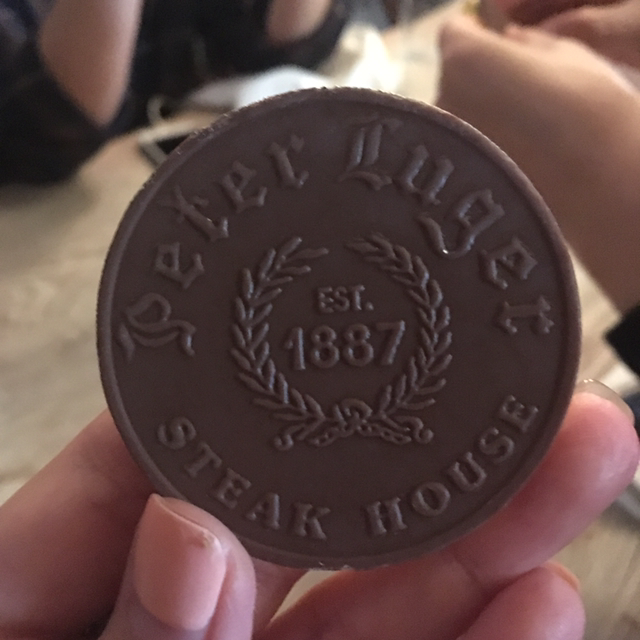 Peter Luger
EST.
1887
STEAK HOUSE